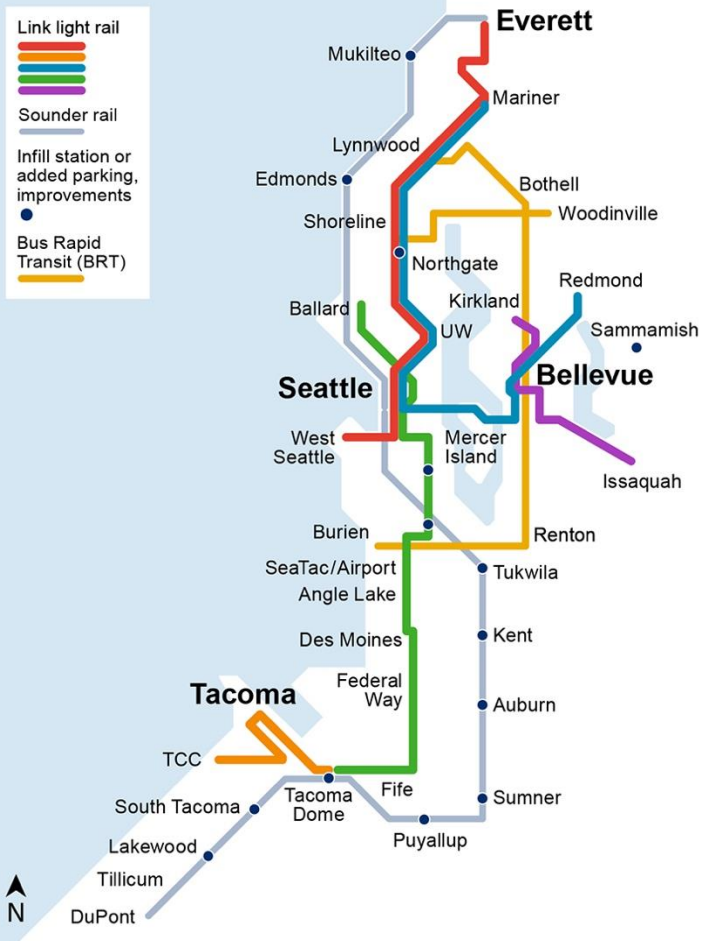 Link light rail
Sounder rail
Infill station or
added parking,
improvements
Bus Rapid
Transit (BRT)
Everett
Mukilteo
Mariner
Lynnwood
Edmonds
Bothell
Shoreline
Woodinville
Northgate
Redmond
Kirkland
Ballard
UW
Sammamish
Seattle
Bellevue
West
Seattle
Mercer
Island
Issaquah
Burien
Renton
SeaTac/Airport
Tukwila
Angle Lake
Des Moines
Kent
Federal
Way
Tacoma
Auburn
TCC
Tacoma
Dome
Fife
Sumner
South Tacoma
Puyallup
Lakewood
Tillicum
DuPont
N